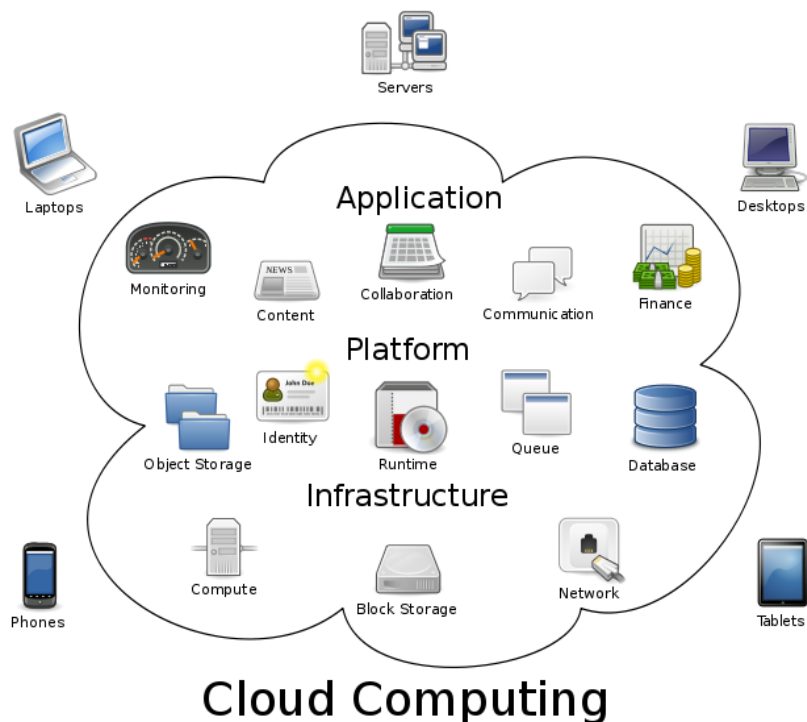 Servers
Laptops
Desktops
Application
Monitoring
NEWS
Content
Collaboration
Communication
Finance
Platform
John Doe
Object Storage
Identity
Runtime
Queue
Database
Infrastructure
Compute
Block Storage
Network
Phones
Tablets
Cloud Computing